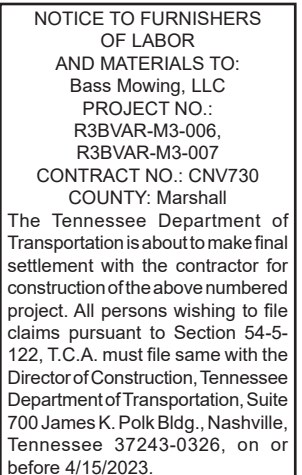 NOTICE TO FURNISHERS
OF LABOR
AND MATERIALS TO:
Bass Mowing, LLC
PROJECT NO.:
R3BVAR-M3-006,
R3BVAR-M3-007
CONTRACT NO.: CNV730
COUNTY: Marshall
The Tennessee Department of
Transportation is about to make final
settlement with the contractor for
construction of the above numbered
project. All persons wishing to file
claims pursuant to Section 54-5-
122, T.C.A. must file same with the
Director of Construction, Tennessee
Department of Transportation, Suite
700 James K. Polk Bldg., Nashville,
Tennessee 37243-0326, on or
before 4/15/2023.